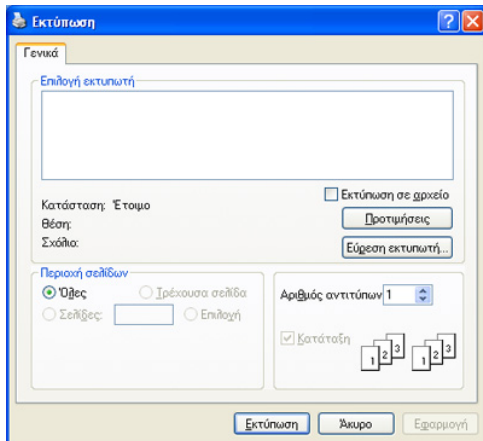 Εκτύπωση
Γενικά
Επιλογή εκτυπωτή
Εκτύπωση σε αρχείο
Κατάσταση: Έτοιμο
Θέση:
Προτιμήσεις
Σχόλιο:
Εύρεση εκτυπωτή...
Περιοχή σελίδων
Όλες Τρέχουσα σελίδα
Σελίδες: Επιλογή
Αριθμός αντιτύπων 1
Κατάταξη
1 2 3 1 2 3
Εκτύπωση Άκυρο Εφαρμογή